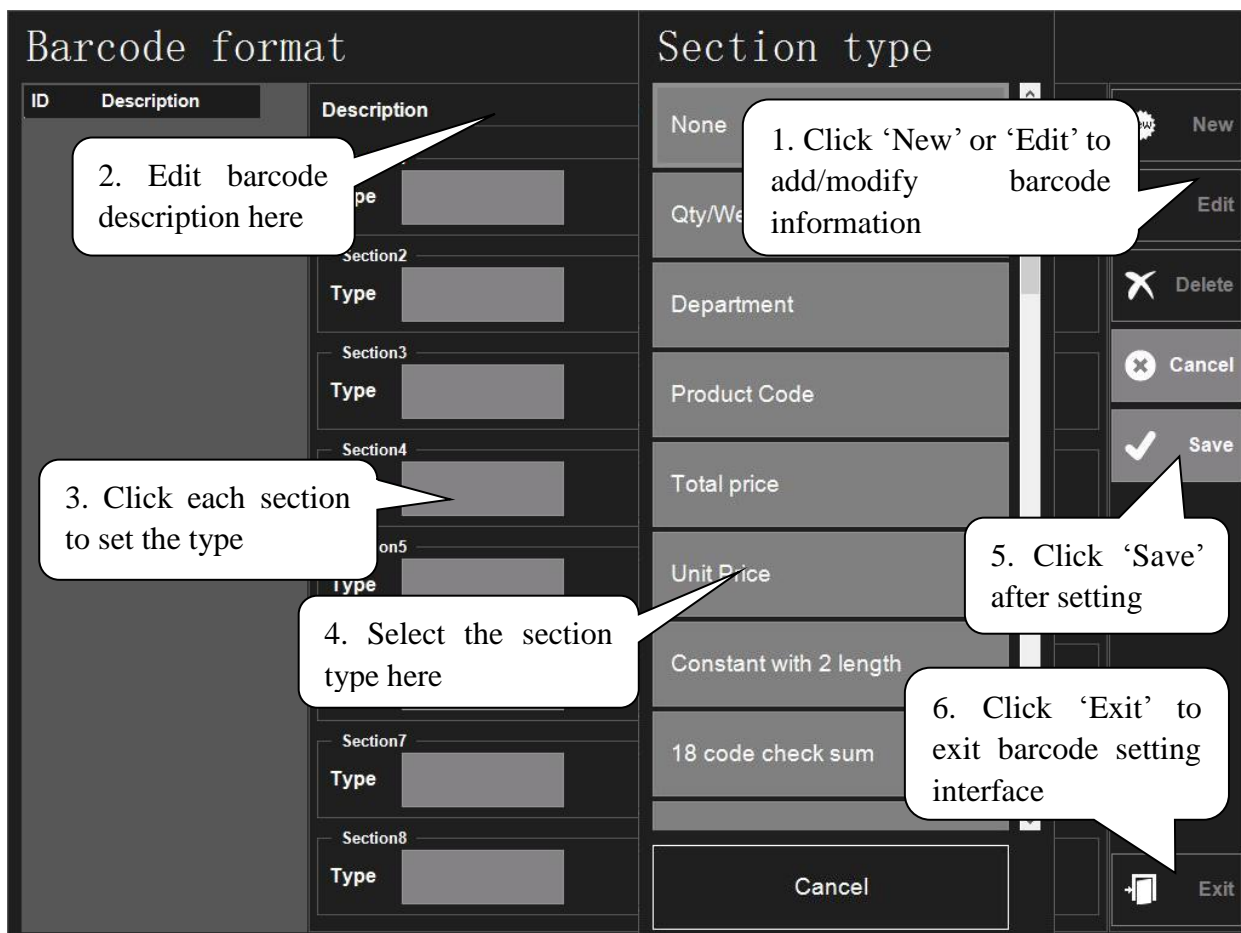 Barcode format
Section type
ID Description
Description
None
New
1. Click ‘New’ or ‘Edit’ to
add/modify barcode
information
2. Edit barcode
description here
Edit
Section2
Type
Department
Delete
Section3
Type
Product Code
Cancel
Section4
Total price
Save
3. Click each section
to set the type
Unit Price
5. Click ‘Save’
after setting
4. Select the section
type here
Constant with 2 length
6. Click ‘Exit’ to
exit barcode setting
interface
Section7
Type
18 code check sum
Section8
Type
Cancel
Exit